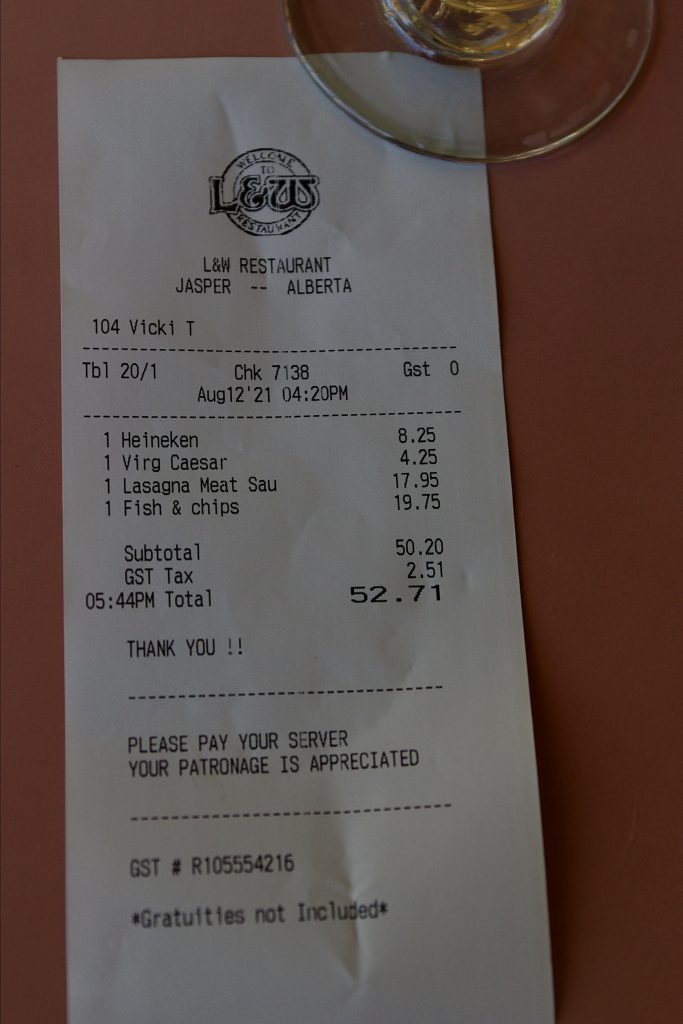 WELCOME
TO
L&W
RESTAURANT
L&W RESTAURANT
JASPER -- ALBERTA
104 Vicki T
Tbl 20/1 Chk 7138 Gst 0
Aug12'21 04:20PM
1 Heineken 8.25
1 Virg Caesar 4.25
1 Lasagna Meat Sau 17.95
1 Fish & chips 19.75
Subtotal 50.20
GST Tax 2.51
05:44PM Total 52.71
THANK YOU !!
PLEASE PAY YOUR SERVER
YOUR PATRONAGE IS APPRECIATED
GST # R105554216
*Gratuities not Included*